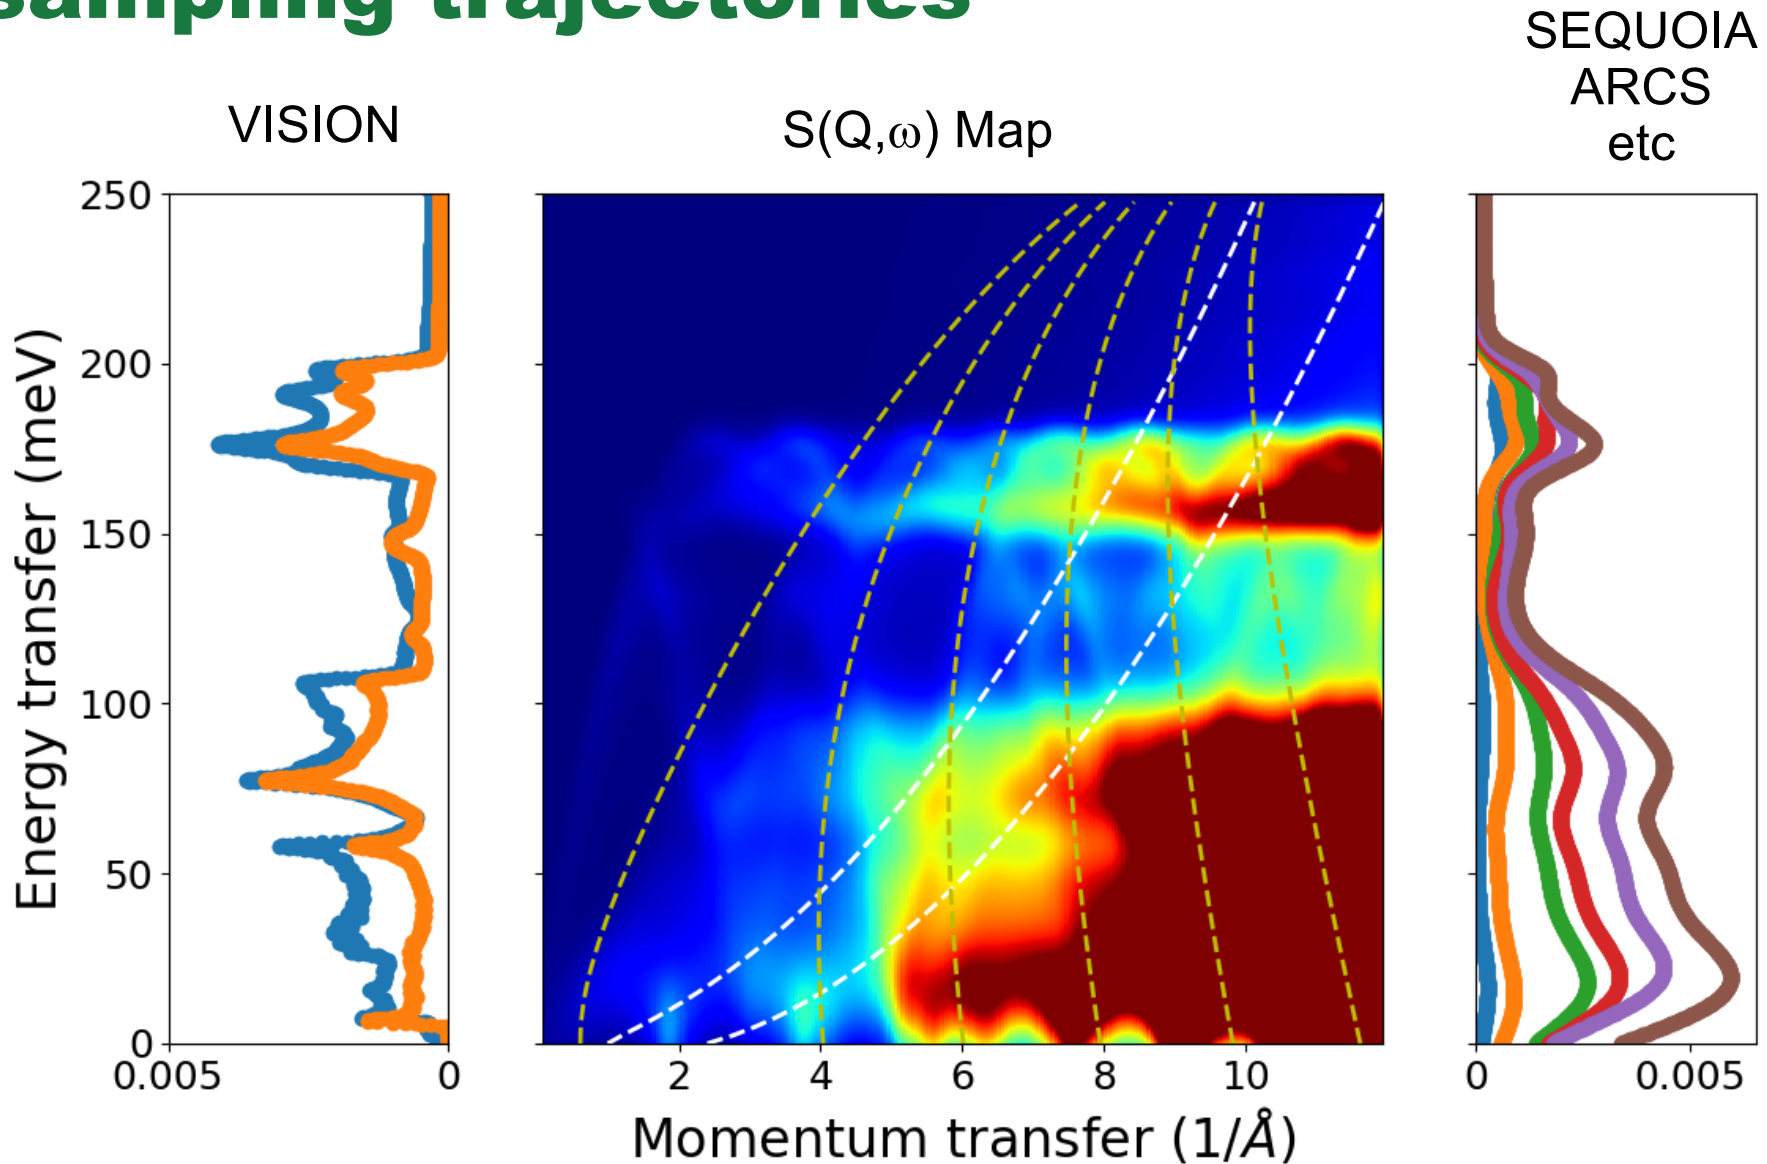 sampling trajectories
SEQUOIA
ARCS
etc
VISION
S(Q,ω) Map
250
200
150
100
50
0
Energy transfer (meV)
0.005
0
2
4
6
8
10
0
0.005
Momentum transfer (1/Å)